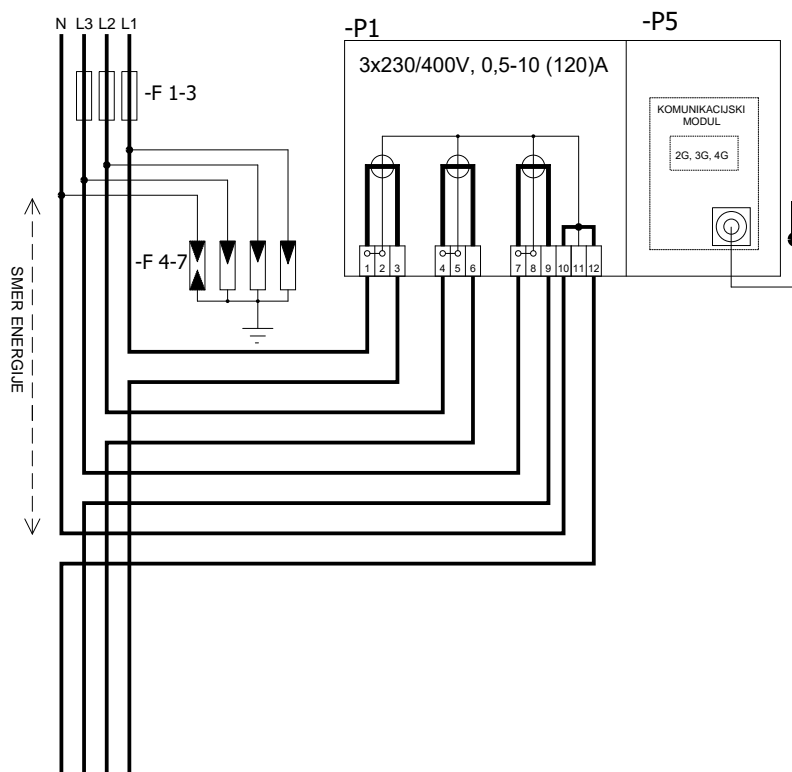 N L3 L2 L1
-P1
-P5
3x230/400V, 0,5-10 (120)A
-F 1-3
KOMUNIKACIJSKI
MODUL
2G, 3G, 4G
-F 4-7
1 2 3 4 5 6 7 8 9 10 11 12
SMER ENERGIJE